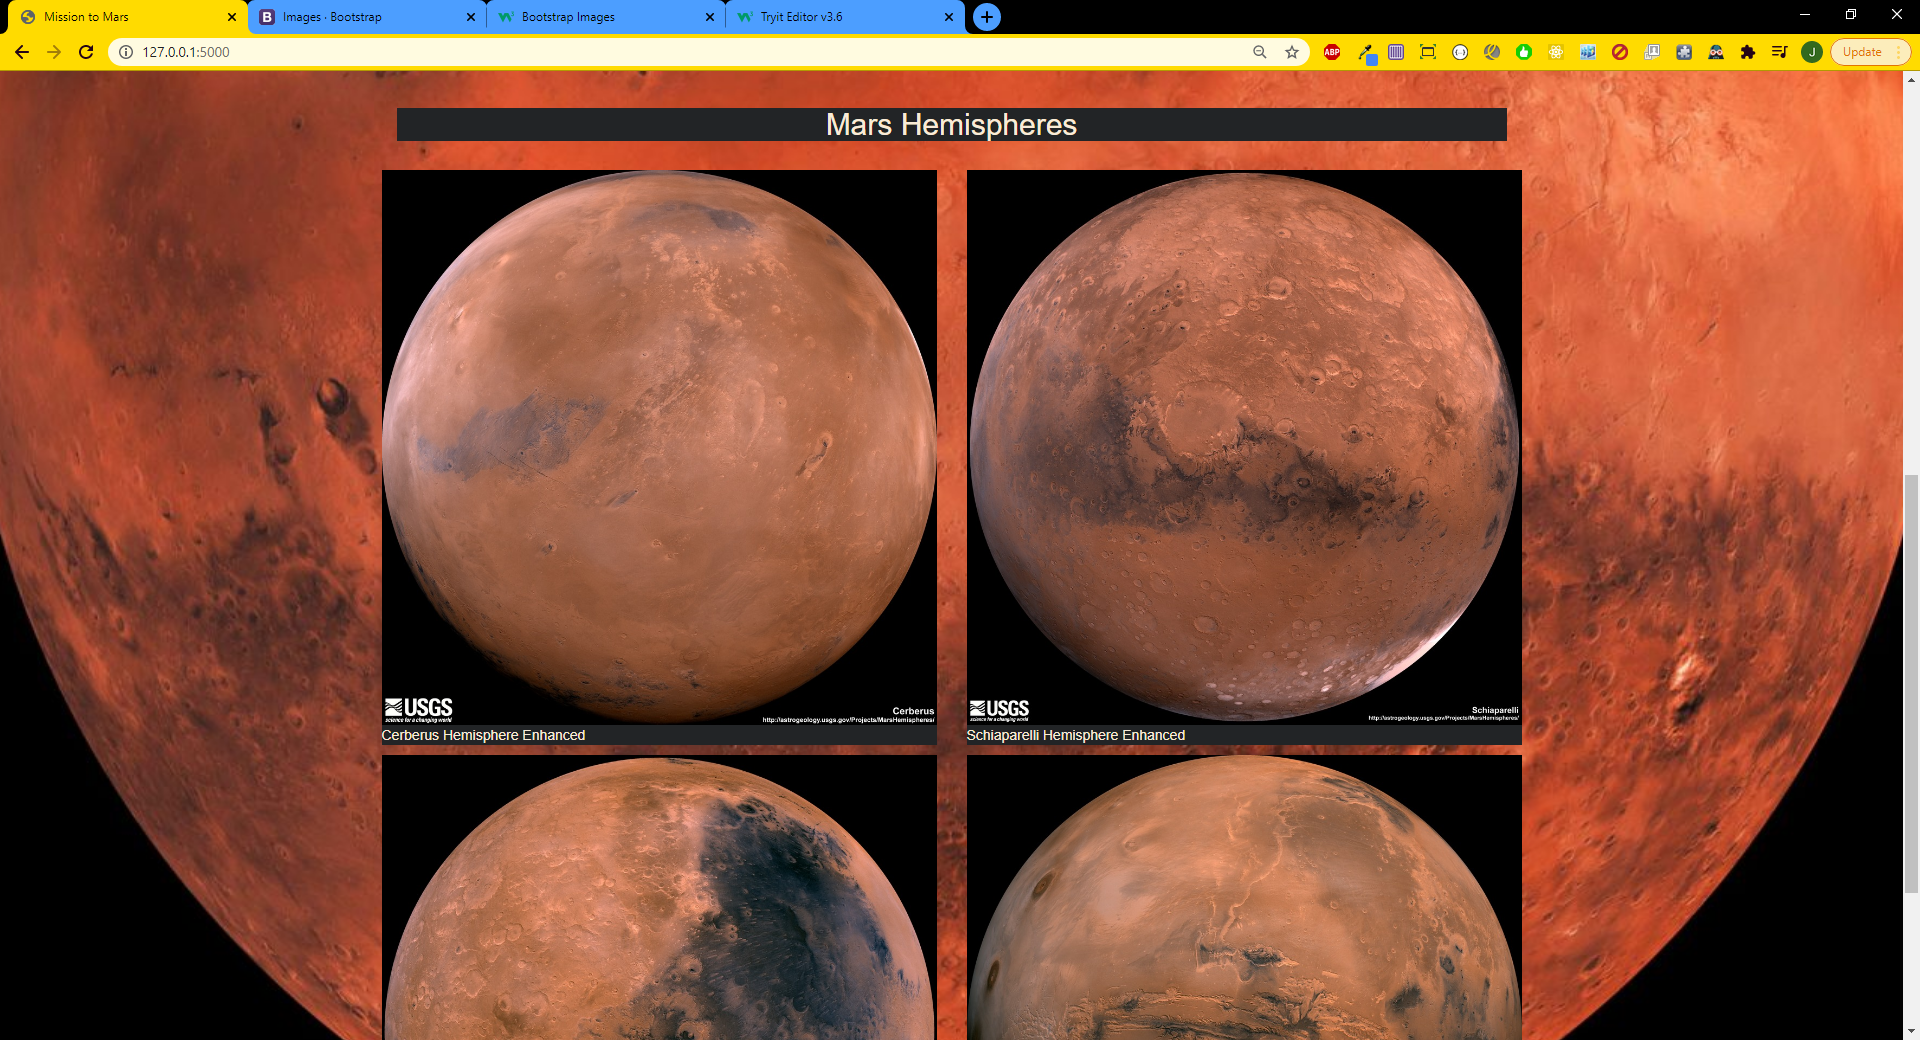 Mission to Mars
Images · Bootstrap
Bootstrap Images
Tryit Editor v3.6
127.0.0.1:5000
ABP
J
Update
Mars Hemispheres
USGS
science for a changing world
Cerberus
http://astrogeology.usgs.gov/Projects/MarsHemispheres/
USGS
science for a changing world
Schiaparelli
http://astrogeology.usgs.gov/Projects/MarsHemispheres/
Cerberus Hemisphere Enhanced
Schiaparelli Hemisphere Enhanced